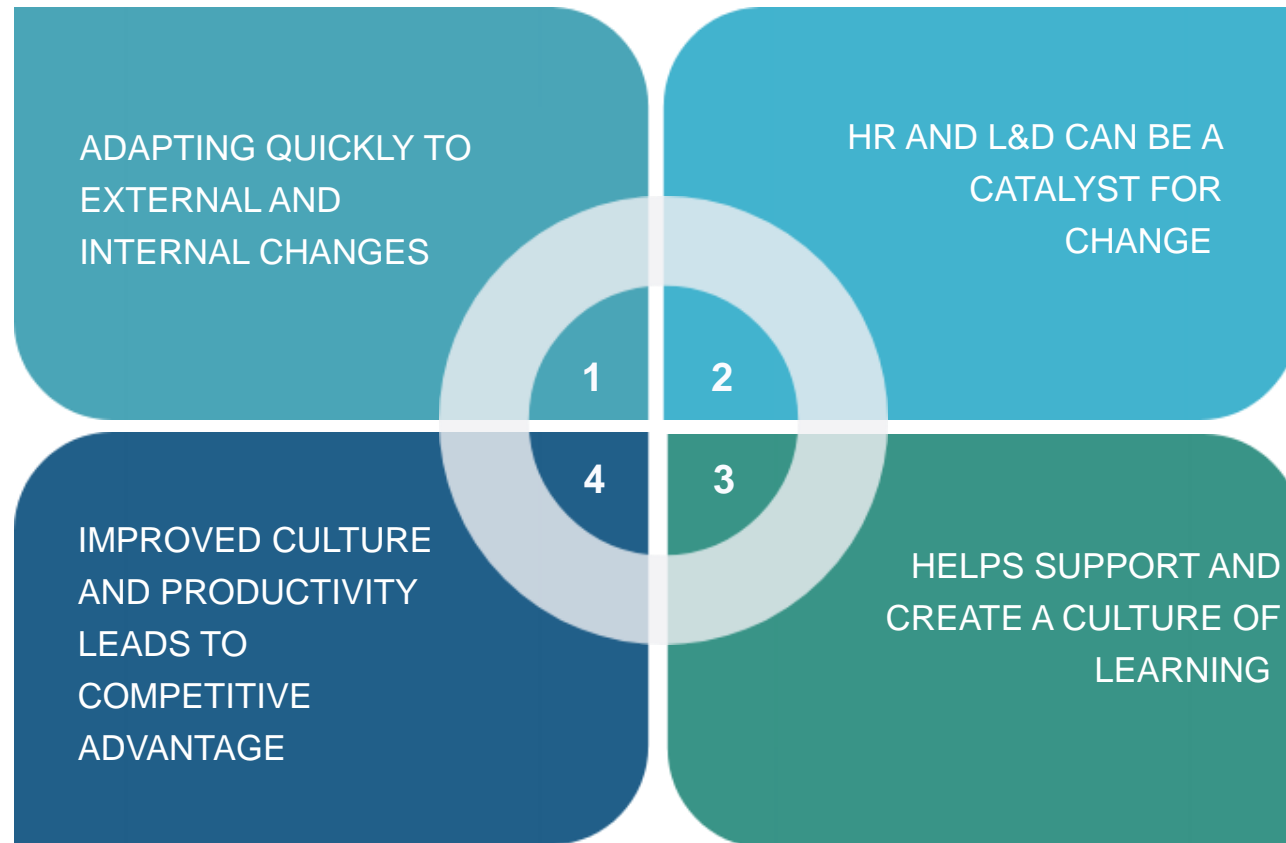 ADAPTING QUICKLY TO
EXTERNAL AND
INTERNAL CHANGES
1
HR AND L&D CAN BE A
CATALYST FOR
CHANGE
2
HELPS SUPPORT AND
CREATE A CULTURE OF
LEARNING
3
IMPROVED CULTURE
AND PRODUCTIVITY
LEADS TO
COMPETITIVE
ADVANTAGE
4